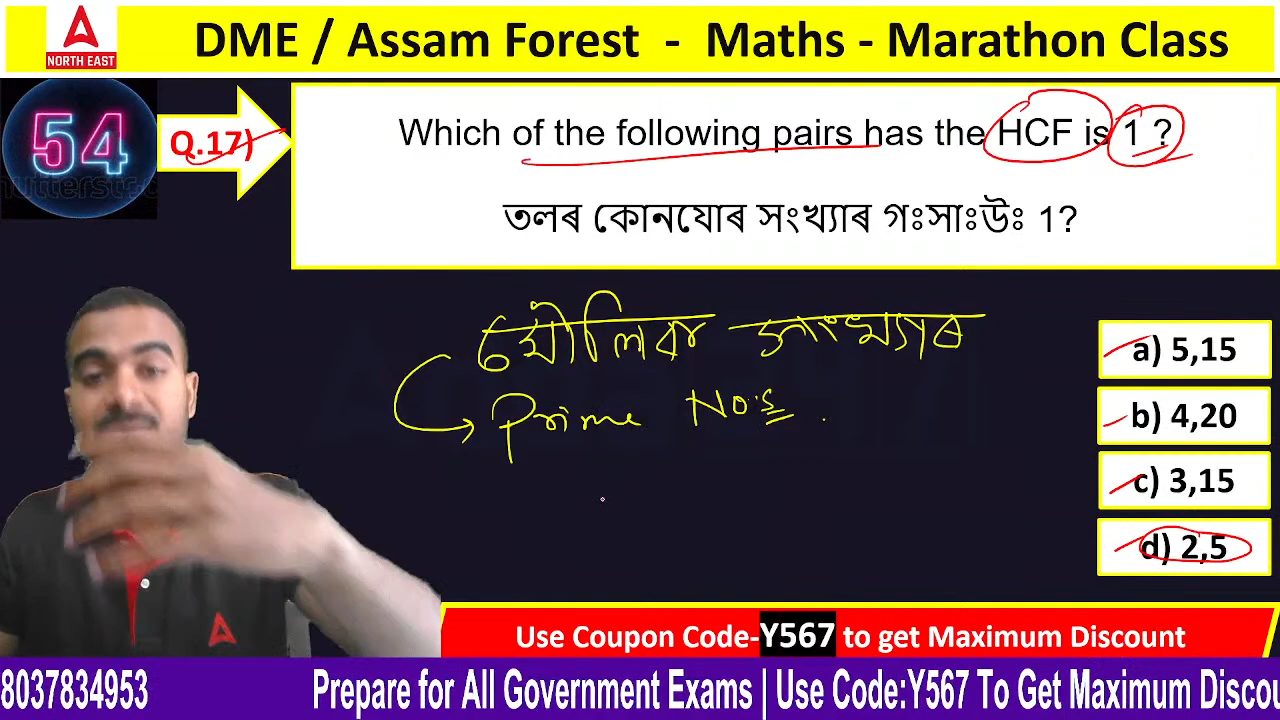 DME / Assam Forest - Maths - Marathon Class
NORTH EAST
54
Q.17)
Which of the following pairs has the HCF is 1 ?
তলৰ কোনযোৰ সংখ্যাৰ গঃসাঃউঃ 1?
মৌলিক সংখ্যাৰ
Prime No's
a) 5,15
b) 4,20
c) 3,15
d) 2,5
Use Coupon Code-Y567 to get Maximum Discount
8037834953 Prepare for All Government Exams | Use Code:Y567 To Get Maximum Discou